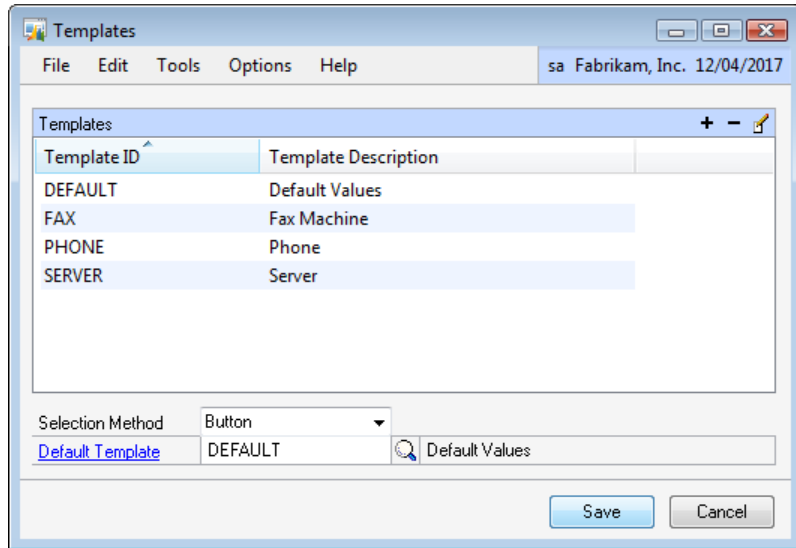 Templates
File Edit Tools Options Help sa Fabrikam, Inc. 12/04/2017
Templates
Template ID Template Description
DEFAULT Default Values
FAX Fax Machine
PHONE Phone
SERVER Server
Selection Method Button
Default Template DEFAULT Default Values
Save Cancel